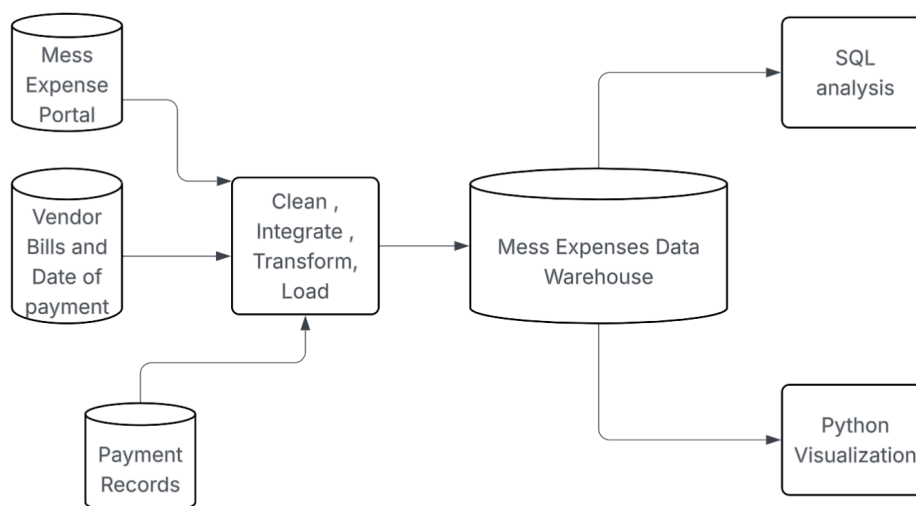 Mess
Expense
Portal
SQL
analysis
Vendor
Bills and
Date of
payment
Clean ,
Integrate ,
Transform,
Load
Mess Expenses Data
Warehouse
Payment
Records
Python
Visualization